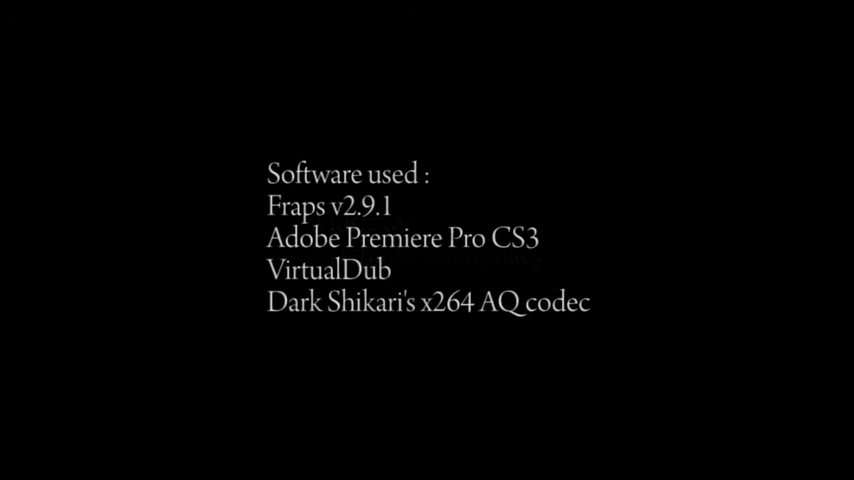 Software used :
Fraps v2.9.1
Adobe Premiere Pro CS3
VirtualDub
Dark Shikari's x264 AQ codec